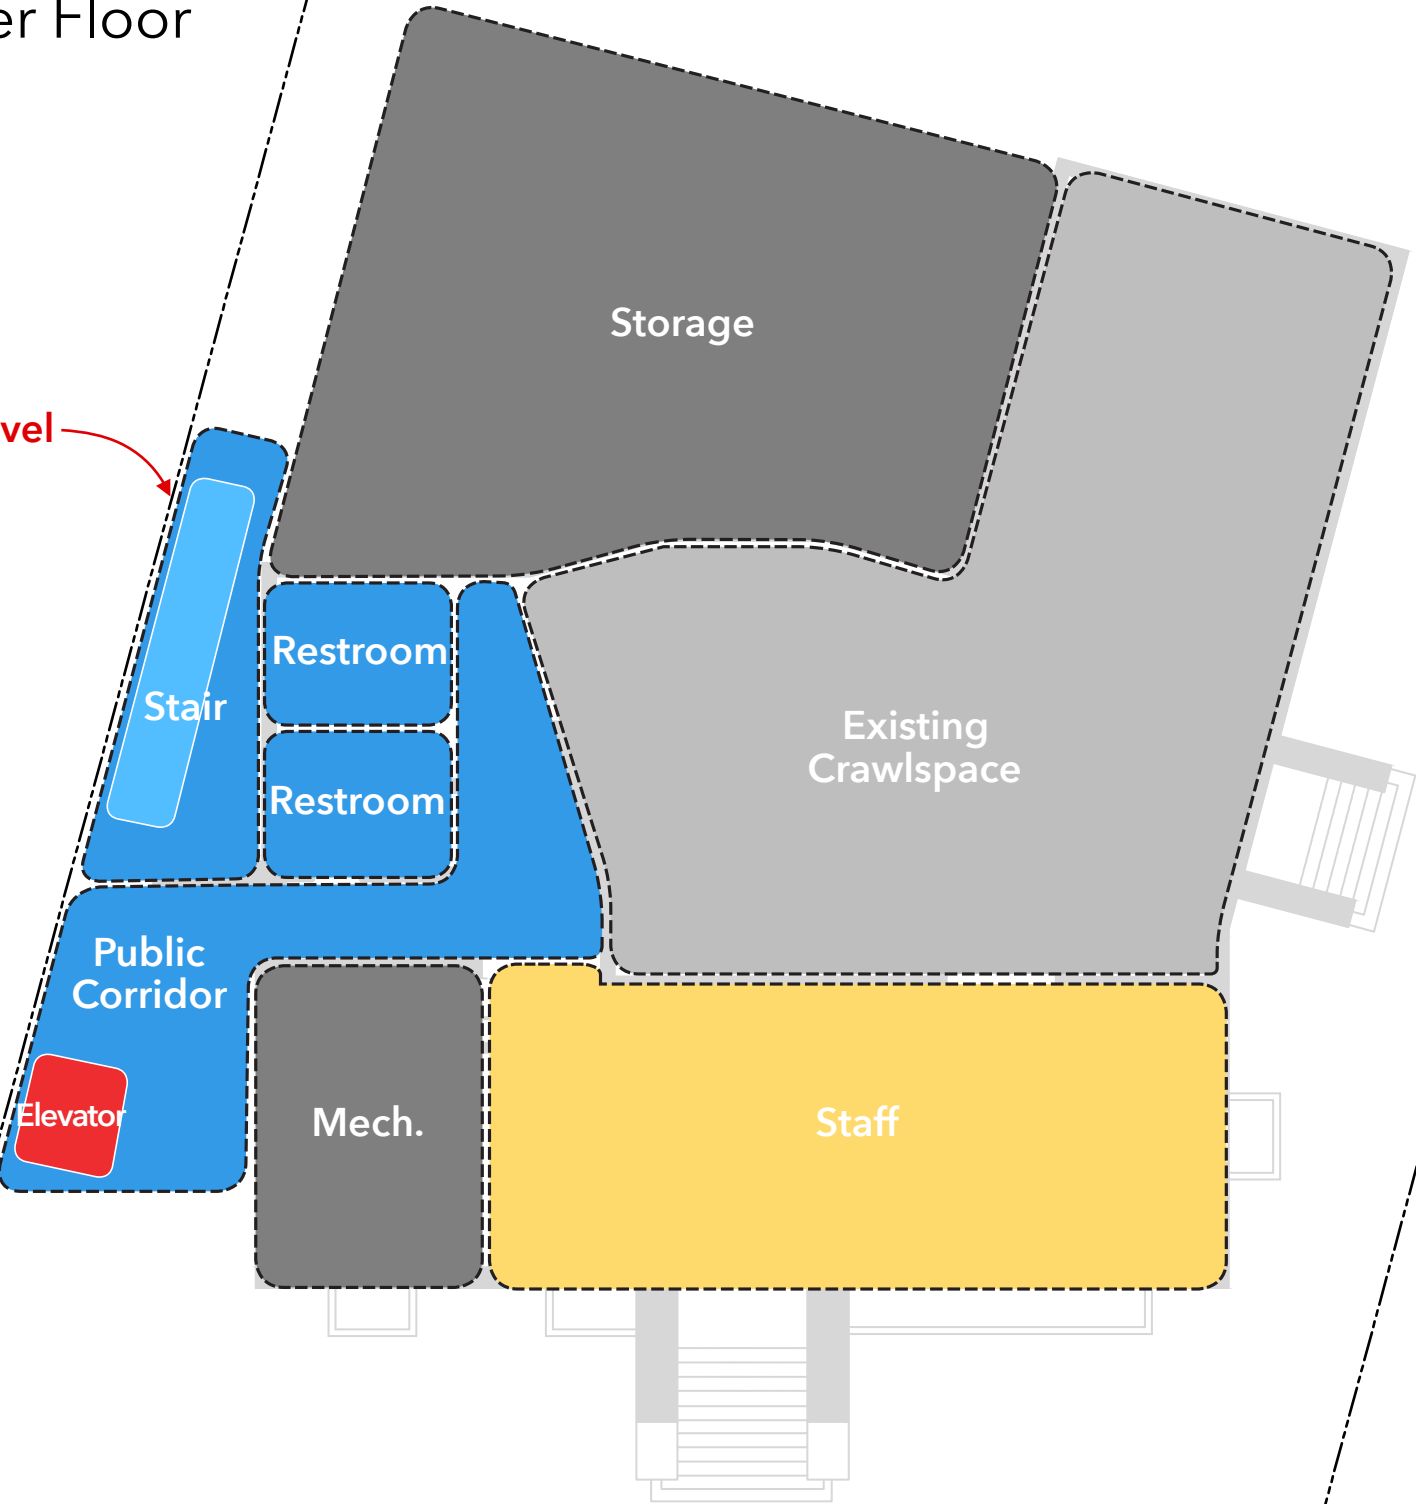 er Floor
Storage
vel
Restroom
Stair
Existing
Crawlspace
Restroom
Public
Corridor
Elevator
Mech.
Staff